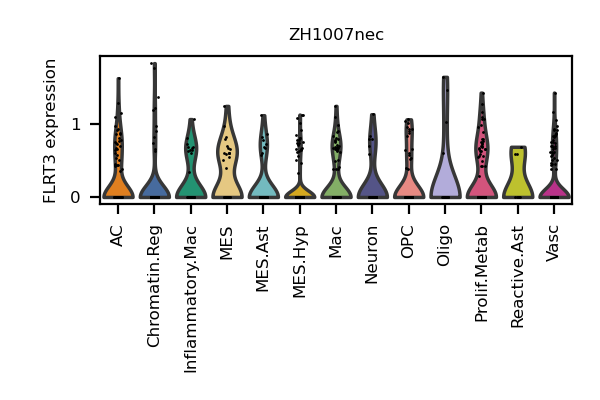 ZH1007nec
FLRT3 expression
1
0
AC
Chromatin.Reg
Inflammatory.Mac
MES
MES.Ast
MES.Hyp
Mac
Neuron
OPC
Oligo
Prolif.Metab
Reactive.Ast
Vasc